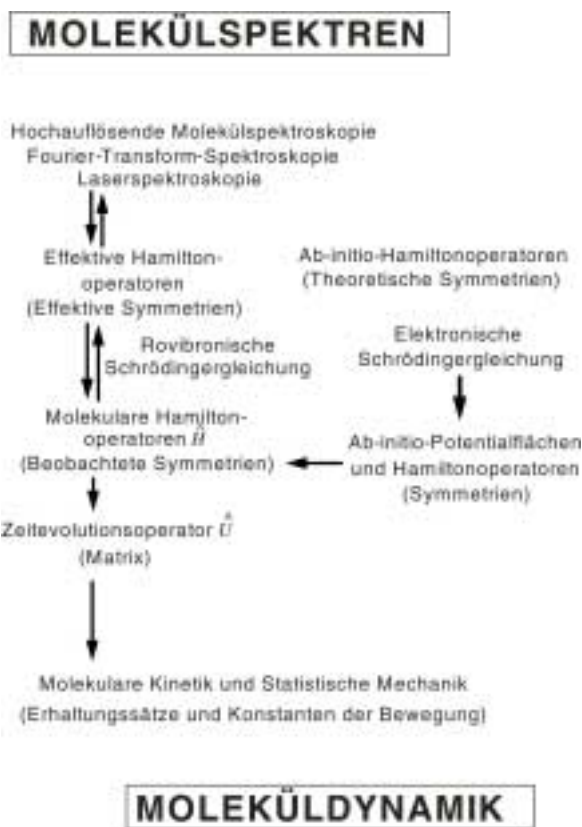 MOLEKÜLSPEKTREN
Hochauflösende Molekülspektroskopie
Fourier-Transform-Spektroskopie
Laserspektroskopie
Effektive Hamilton-
operatoren
(Effektive Symmetrien)
Ab-initio-Hamiltonoperatoren
(Theoretische Symmetrien)
Rovibronische
Schrödingergleichung
Elektronische
Schrödingergleichung
Molekulare Hamilton-
operatoren Ĥ
(Beobachtete Symmetrien)
Ab-initio-Potentialflächen
und Hamiltonoperatoren
(Symmetrien)
Zeitevolutionsoperator Û
(Matrix)
Molekulare Kinetik und Statistische Mechanik
(Erhaltungssätze und Konstanten der Bewegung)
MOLEKÜLDYNAMIK